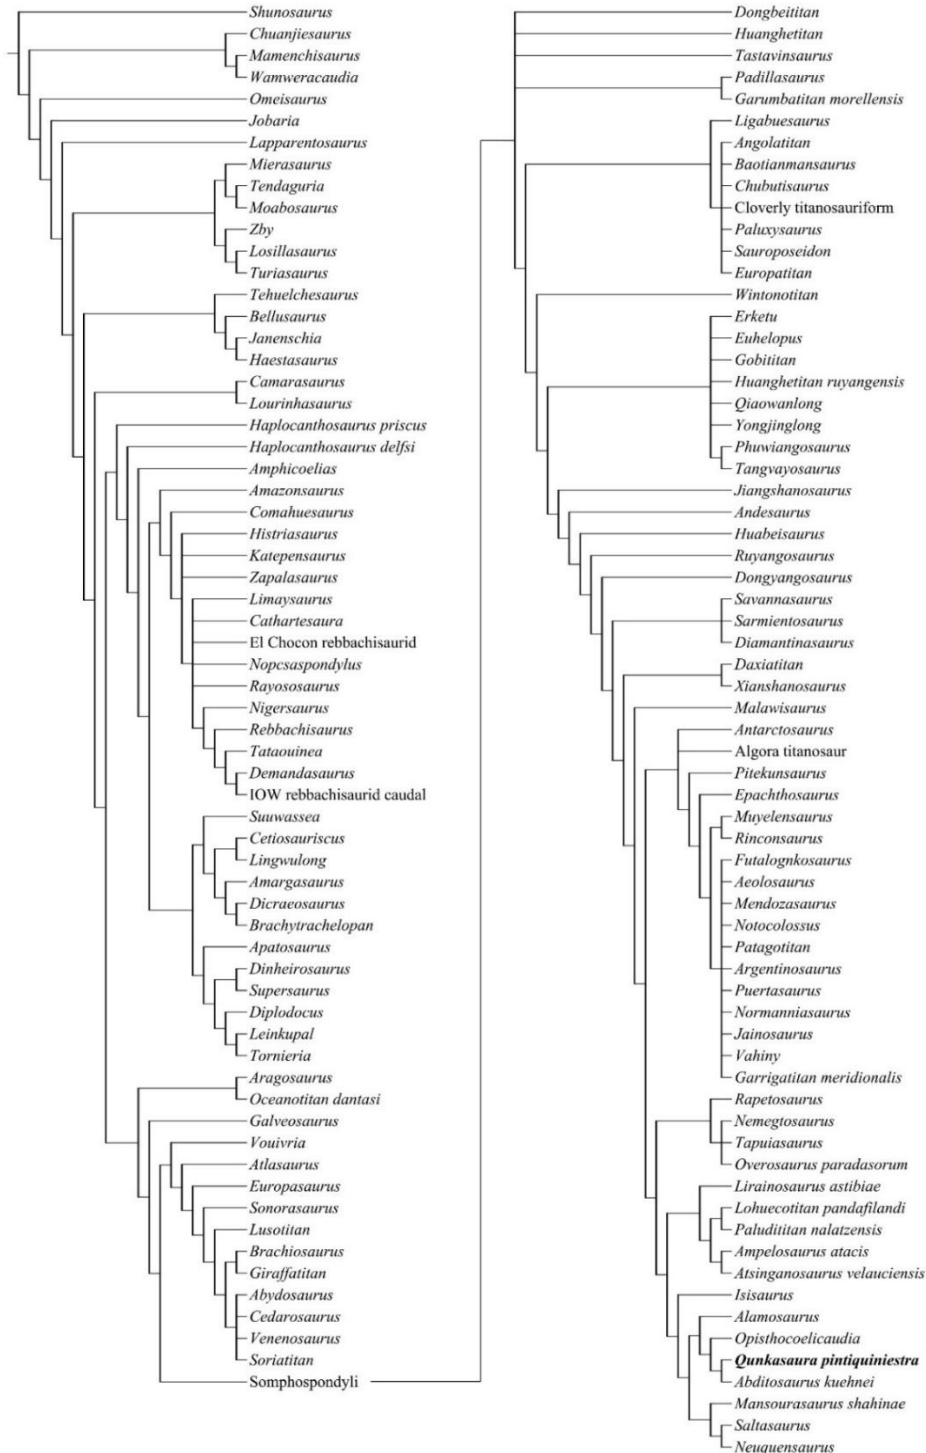 Shunosaurus
Chuanjiesaurus
Mamenchisaurus
Wamweracaudia
Omeisaurus
Jobaria
Lapparentosaurus
Mierasaurus
Tendaguria
Moabosaurus
Zby
Losillasaurus
Turiasaurus
Tehuelchesaurus
Bellusaurus
Janenschia
Haestasaurus
Camarasaurus
Lourinhasaurus
Haplocanthosaurus priscus
Haplocanthosaurus delfsi
Amphicoelias
Amazonsaurus
Comahuesaurus
Histriasaurus
Katepensaurus
Zapalasaurus
Limaysaurus
Cathartesaura
El Chocon rebbachisaurid
Nopcsaspondylus
Rayososaurus
Nigersaurus
Rebbachisaurus
Tataouinea
Demandasaurus
IOW rebbachisaurid caudal
Suuwassea
Cetiosauriscus
Lingwulong
Amargasaurus
Dicraeosaurus
Brachytrachelopan
Apatosaurus
Dinheirosaurus
Supersaurus
Diplodocus
Leinkupal
Tornieria
Aragosaurus
Oceanotitan dantasi
Galveosaurus
Vouivria
Atlasaurus
Europasaurus
Sonorasaurus
Lusotitan
Brachiosaurus
Giraffatitan
Abydosaurus
Cedarosaurus
Venenosaurus
Soriatitan
Somphospondyli
Dongbeititan
Huanghetitan
Tastavinsaurus
Padillasaurus
Garumbatitan morellensis
Ligabuesaurus
Angolatitan
Baotianmansaurus
Chubutisaurus
Cloverly titanosauriform
Paluxysaurus
Sauroposeidon
Europatitan
Wintonotitan
Erketu
Euhelopus
Gobititan
Huanghetitan ruyangensis
Qiaowanlong
Yongjinglong
Phuwiangosaurus
Tangvayosaurus
Jiangshanosaurus
Andesaurus
Huabeisaurus
Ruyangosaurus
Dongyangosaurus
Savannasaurus
Sarmientosaurus
Diamantinasaurus
Daxiatitan
Xianshanosaurus
Malawisaurus
Antarctosaurus
Algora titanosaur
Pitekunsaurus
Epachthosaurus
Muyelensaurus
Rinconsaurus
Futalognkosaurus
Aeolosaurus
Mendozasaurus
Notocolossus
Patagotitan
Argentinosaurus
Puertasaurus
Normanniasaurus
Jainosaurus
Vahiny
Garrigatitan meridionalis
Rapetosaurus
Nemegtosaurus
Tapuiasaurus
Overosaurus paradasorum
Lirainosaurus astibiae
Lohuecotitan pandafilandi
Paludititan nalatzensis
Ampelosaurus atacis
Atsinganosaurus velauciensis
Isisaurus
Alamosaurus
Opisthocoelicaudia
Qunkasaura pintiquiniestra
Abditosaurus kuehnei
Mansourasaurus shahinae
Saltasaurus
Neuquensaurus